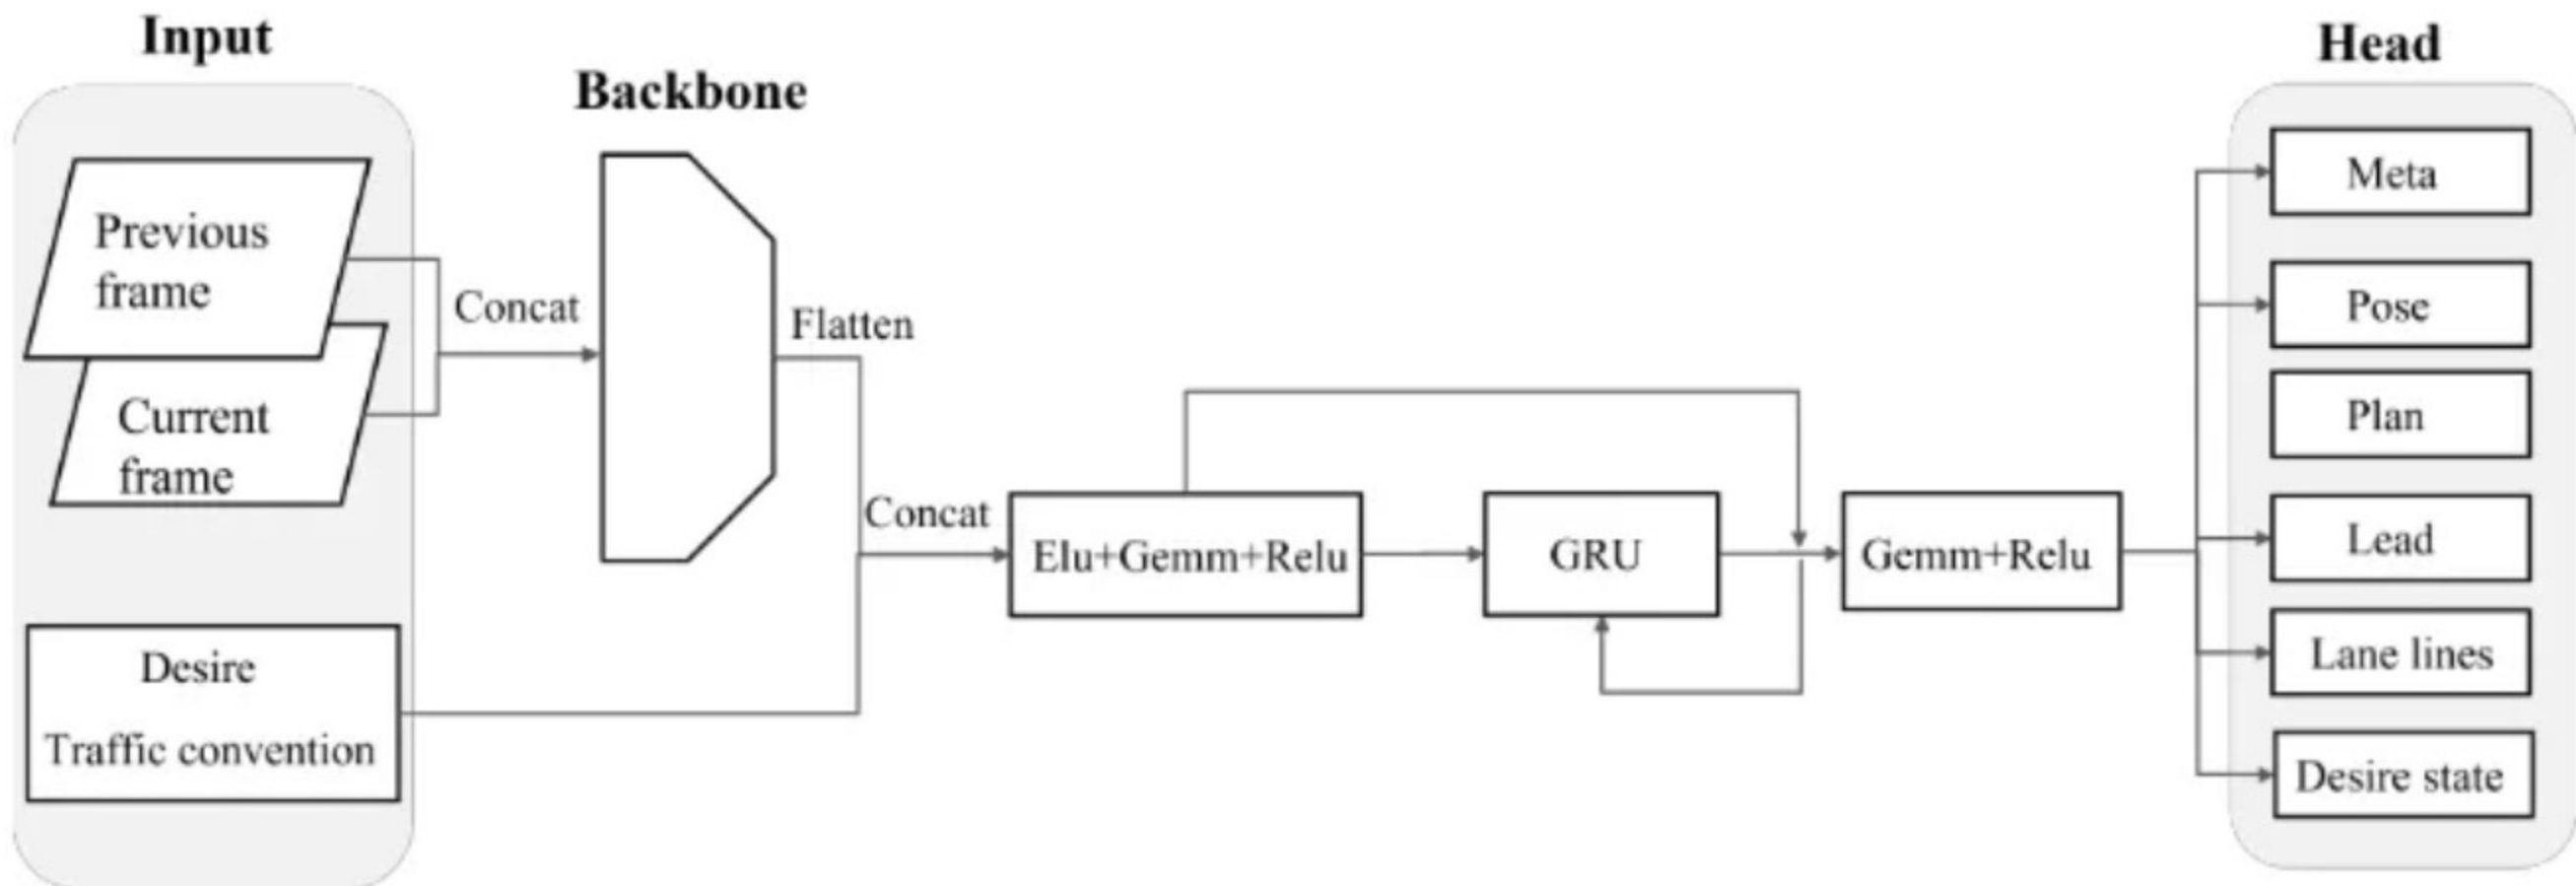 Input
Previous
frame
Current
frame
Desire
Traffic convention
Concat
Backbone
Flatten
Concat
Elu+Gemm+Relu
GRU
Gemm+Relu
Head
Meta
Pose
Plan
Lead
Lane lines
Desire state